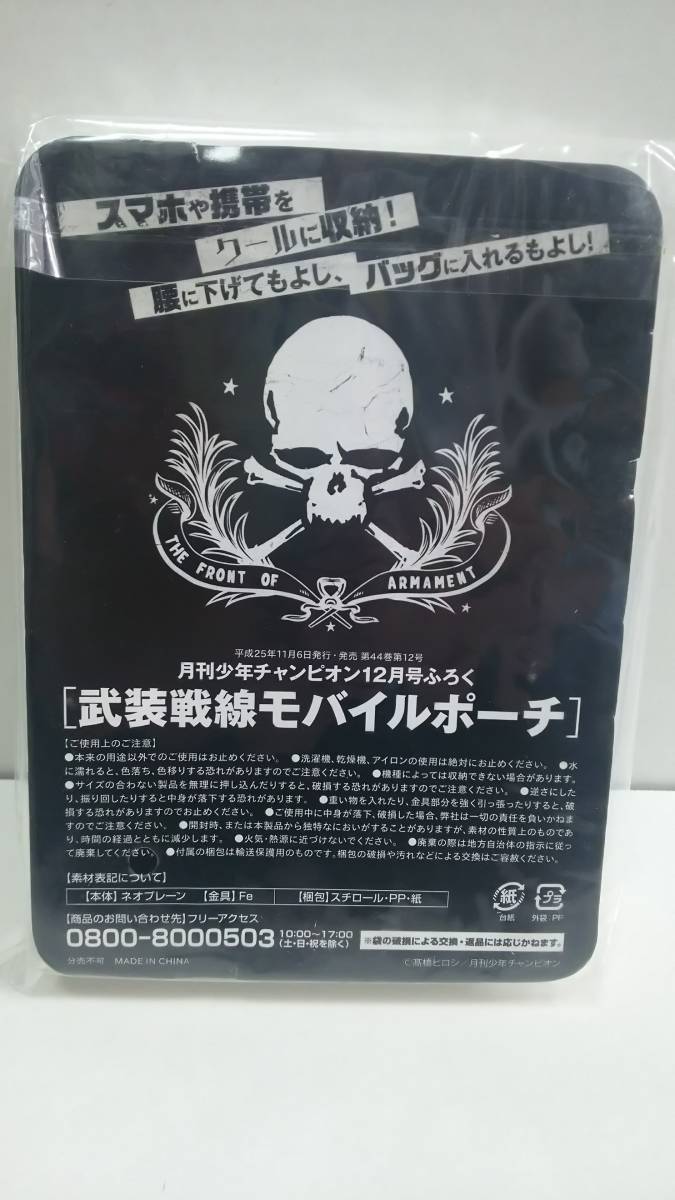 スマホや携帯を
クールに収納！
腰に下げてもよし、バッグに入れるもよし！
THE FRONT OF ARMAMENT
平成25年11月6日発行・発売 第44巻第12号
月刊少年チャンピオン12月号ふろく
［武装戦線モバイルポーチ］
【ご使用上のご注意】
●本来の用途以外でのご使用はお止めください。 ●洗濯機、乾燥機、アイロンの使用は絶対にお止めください。 ●水
に濡れると、色落ち、色移りする恐れがありますのでご注意ください。 ●機種によっては収納できない場合があります。
●サイズの合わない製品を無理に押し込んだりすると、破損する恐れがありますのでご注意ください。 ●逆さにした
り、振り回したりすると中身が落下する恐れがあります。 ●重い物を入れたり、金具部分を強く引っ張ったりすると、破
損する恐れがありますのでお止めください。 ●ご使用中に中身が落下、破損した場合、弊社は一切の責任を負いかねま
すのでご注意ください。 ●開封時、または本製品から独特なにおいがすることがありますが、素材の性質上のものであ
り、時間の経過とともに減少します。 ●火気・熱源に近づけないでください。 ●廃棄の際は地方自治体の指示に従っ
て廃棄してください。 ●付属の梱包は輸送保護用のものです。梱包の破損や汚れなどによる交換はご容赦ください。
【素材表記について】
【本体】ネオプレーン 【金具】Fe 【梱包】スチロール・PP・紙
紙 台紙
プラ 外袋：PP
【商品のお問い合わせ先】フリーアクセス
0800-8000503 10:00〜17:00（土・日・祝を除く）
※袋の破損による交換・返品には応じかねます。
分売不可 MADE IN CHINA
©髙橋ヒロシ／月刊少年チャンピオン